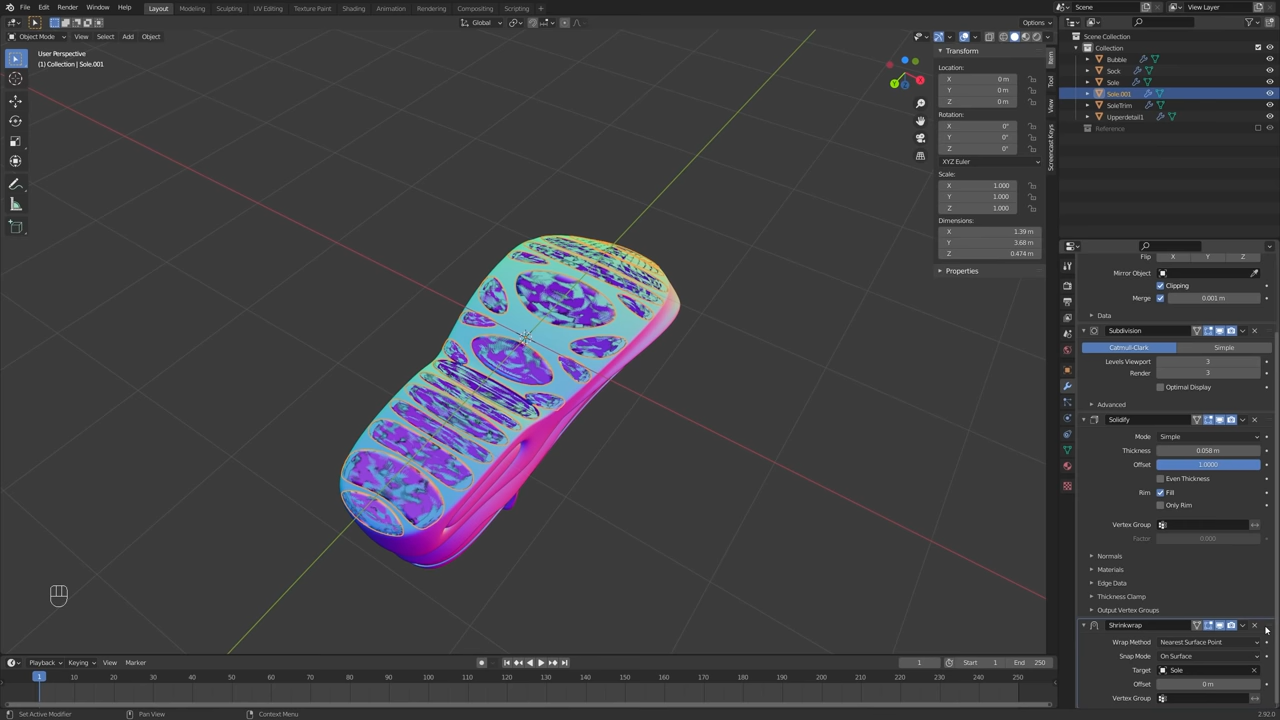 File Edit Render Window Help Layout Modeling Sculpting UV Editing Texture Paint Shading Animation Rendering Compositing Scripting + Scene View Layer
Global Options
Object Mode View Select Add Object
User Perspective
(1) Collection | Sole.001
Transform
Location:
X 0 m
Y 0 m
Z 0 m
Rotation:
X 0°
Y 0°
Z 0°
XYZ Euler
Scale:
X 1.000
Y 1.000
Z 1.000
Dimensions:
X 1.39 m
Y 3.68 m
Z 0.474 m
Properties
Item
Tool
View
Screencast Keys
X
Y
Scene Collection
Collection
Bubble
Sock
Sole
Sole.001
SoleTrim
Upperdetail1
Reference
Flip X Y Z
Mirror Object
Clipping
Merge 0.001 m
Data
Subdivision
Catmull-Clark Simple
Levels Viewport 3
Render 3
Optimal Display
Advanced
Solidify
Mode Simple
Thickness 0.058 m
Offset 1.0000
Even Thickness
Rim Fill
Only Rim
Vertex Group
Factor 0.000
Normals
Materials
Edge Data
Thickness Clamp
Output Vertex Groups
Shrinkwrap
Wrap Method Nearest Surface Point
Snap Mode On Surface
Target Sole
Offset 0 m
Vertex Group
Playback Keying View Marker 1 Start 1 End 250
1 10 20 30 40 50 60 70 80 90 100 110 120 130 140 150 160 170 180 190 200 210 220 230 240 250
Set Active Modifier Pan View Context Menu 2.92.0